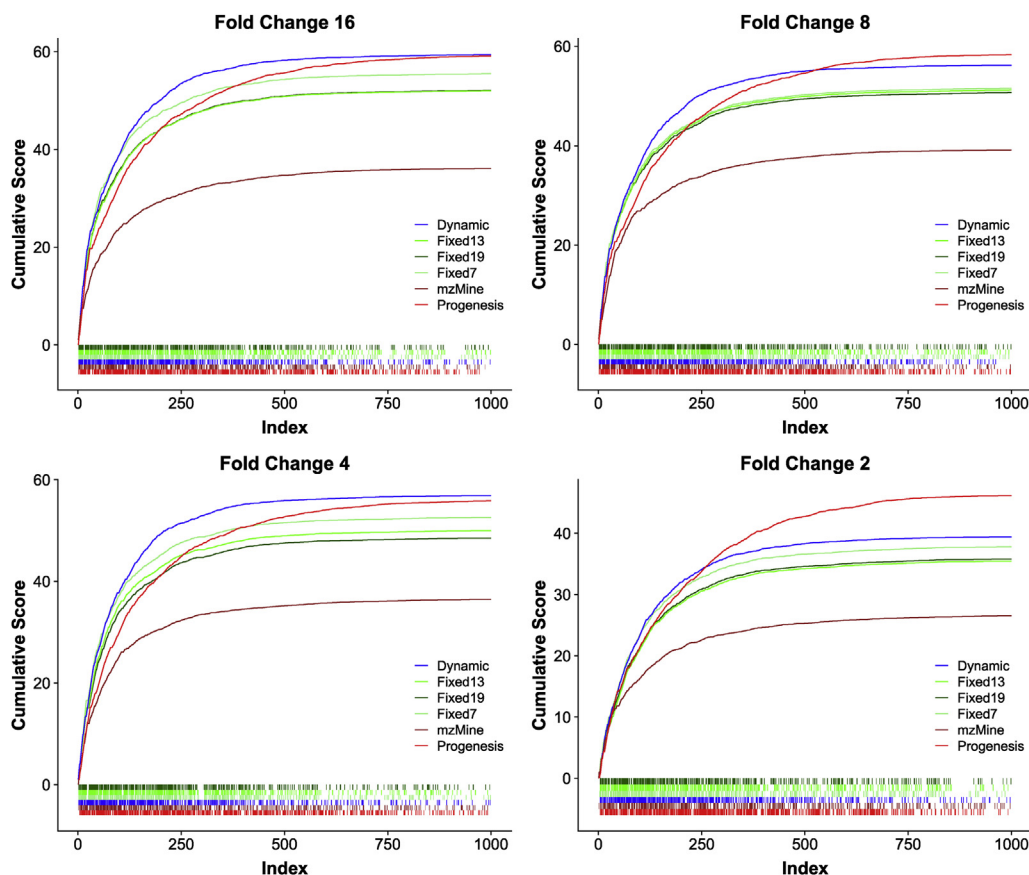 Fold Change 16
60
40
20
0
Cumulative Score
Dynamic
Fixed13
Fixed19
Fixed7
mzMine
Progenesis
0 250 500 750 1000
Index
Fold Change 8
60
40
20
0
Cumulative Score
Dynamic
Fixed13
Fixed19
Fixed7
mzMine
Progenesis
0 250 500 750 1000
Index
Fold Change 4
60
40
20
0
Cumulative Score
Dynamic
Fixed13
Fixed19
Fixed7
mzMine
Progenesis
0 250 500 750 1000
Index
Fold Change 2
40
30
20
10
0
Cumulative Score
Dynamic
Fixed13
Fixed19
Fixed7
mzMine
Progenesis
0 250 500 750 1000
Index